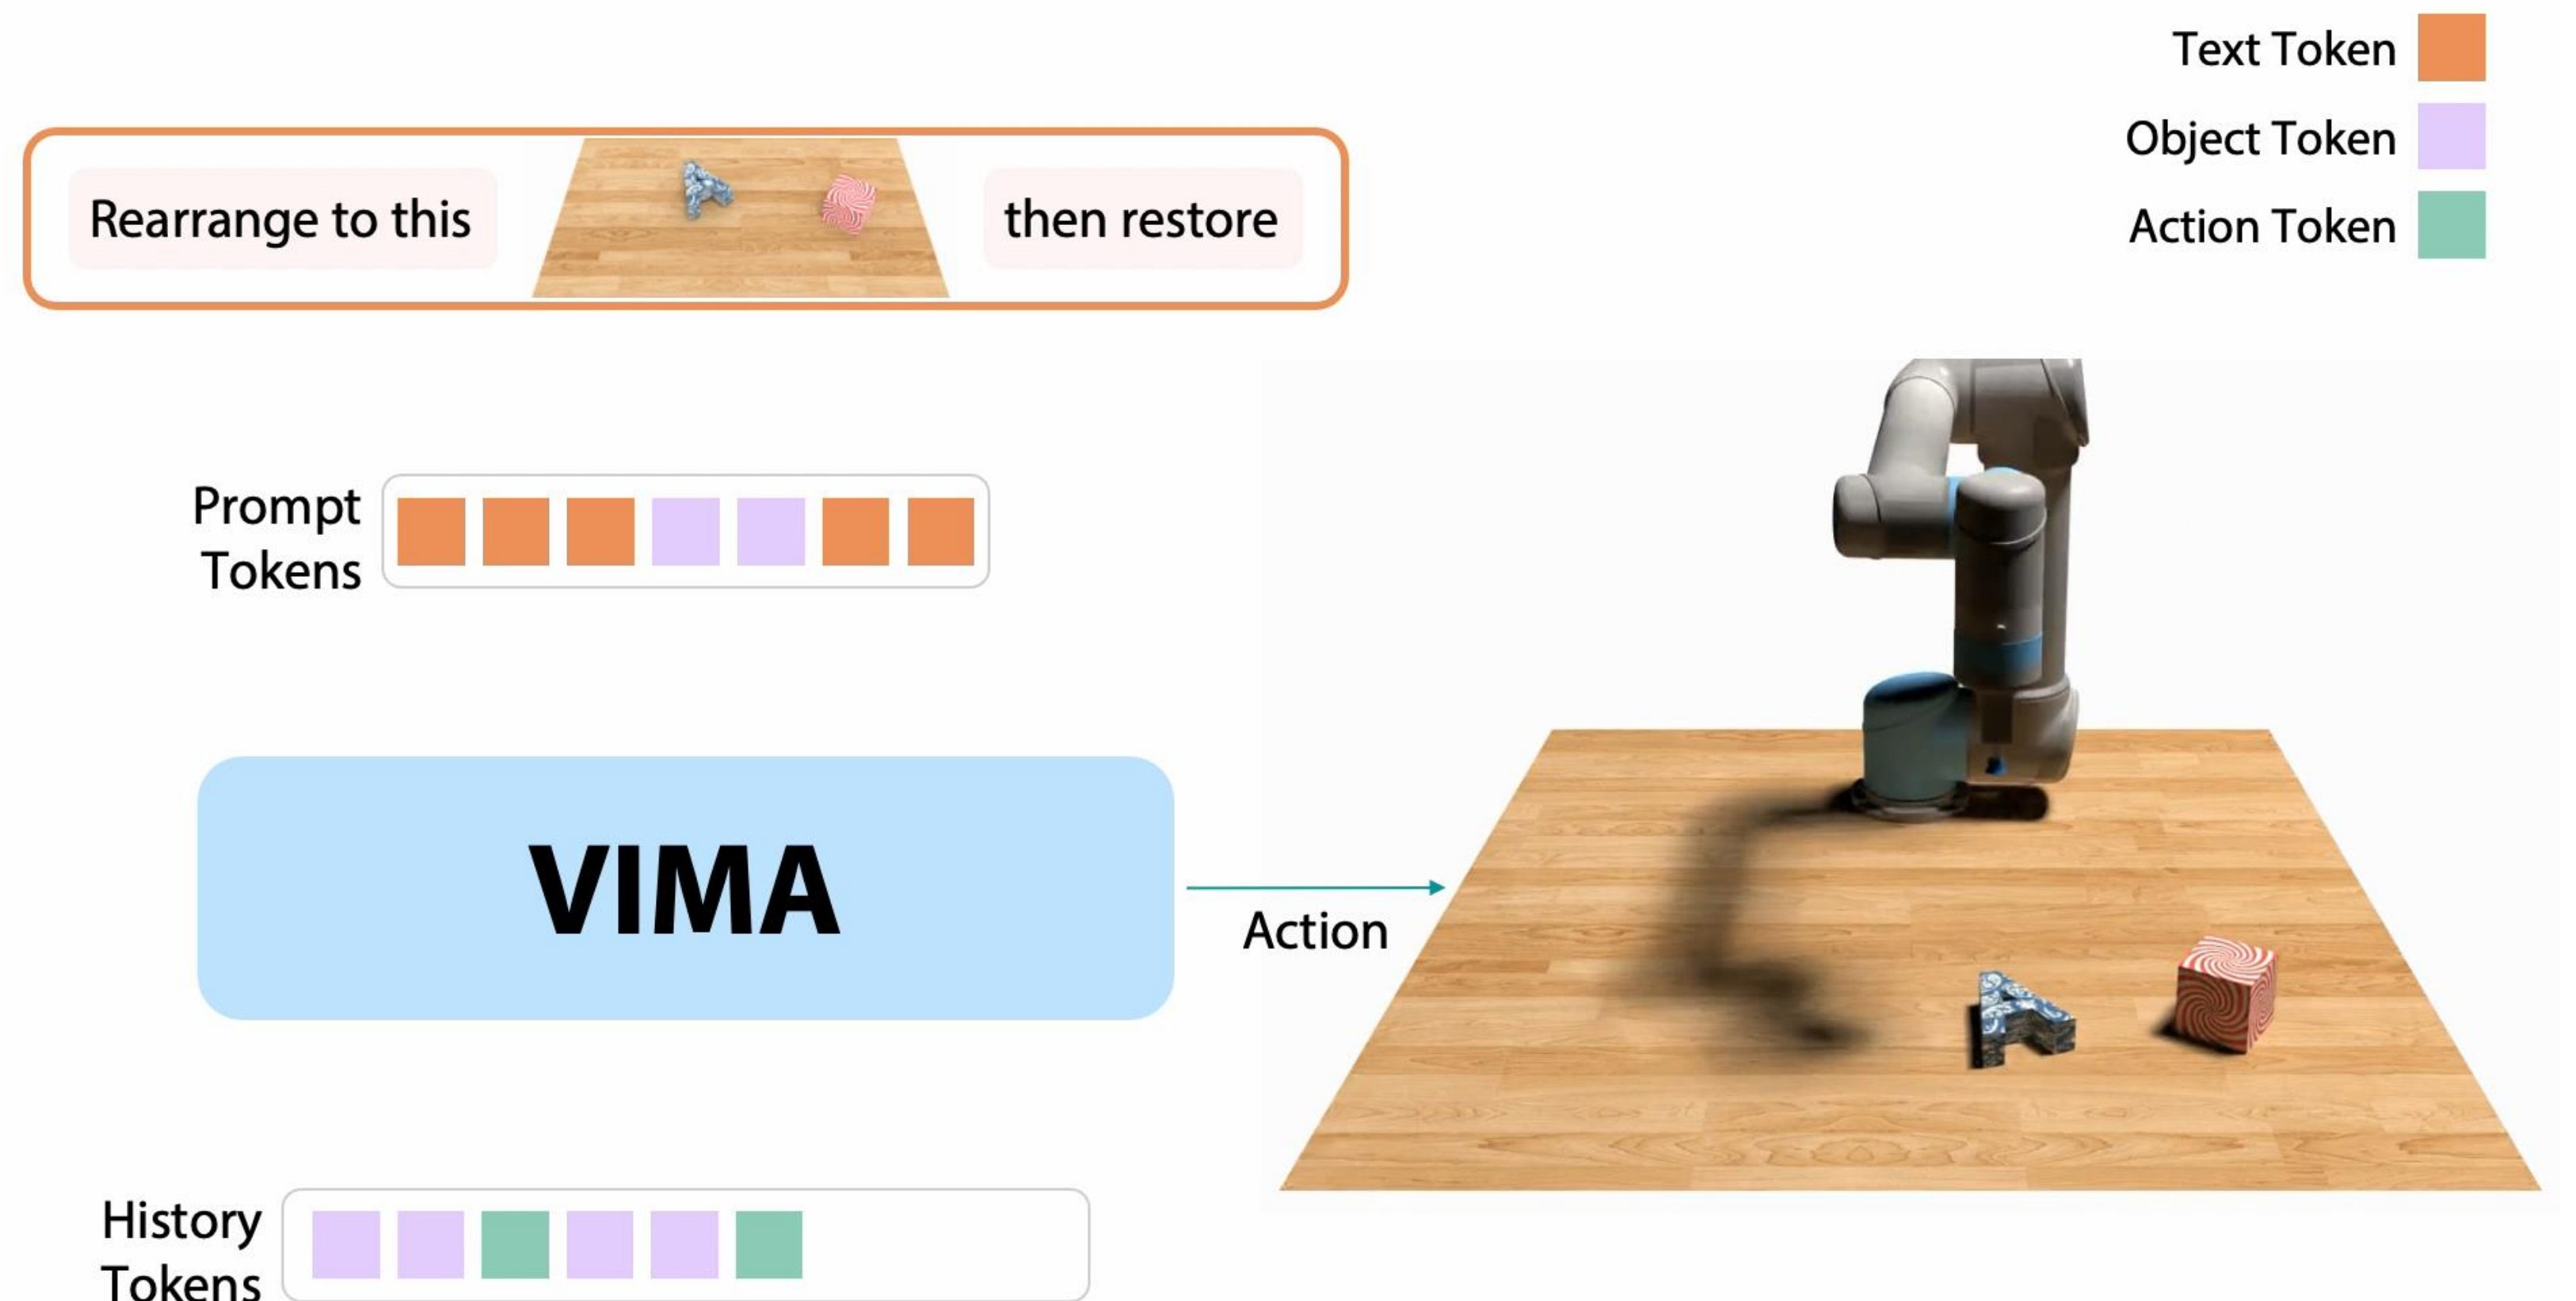 Text Token
Object Token
Action Token
Rearrange to this
then restore
Prompt
Tokens
VIMA
Action
History
Tokens